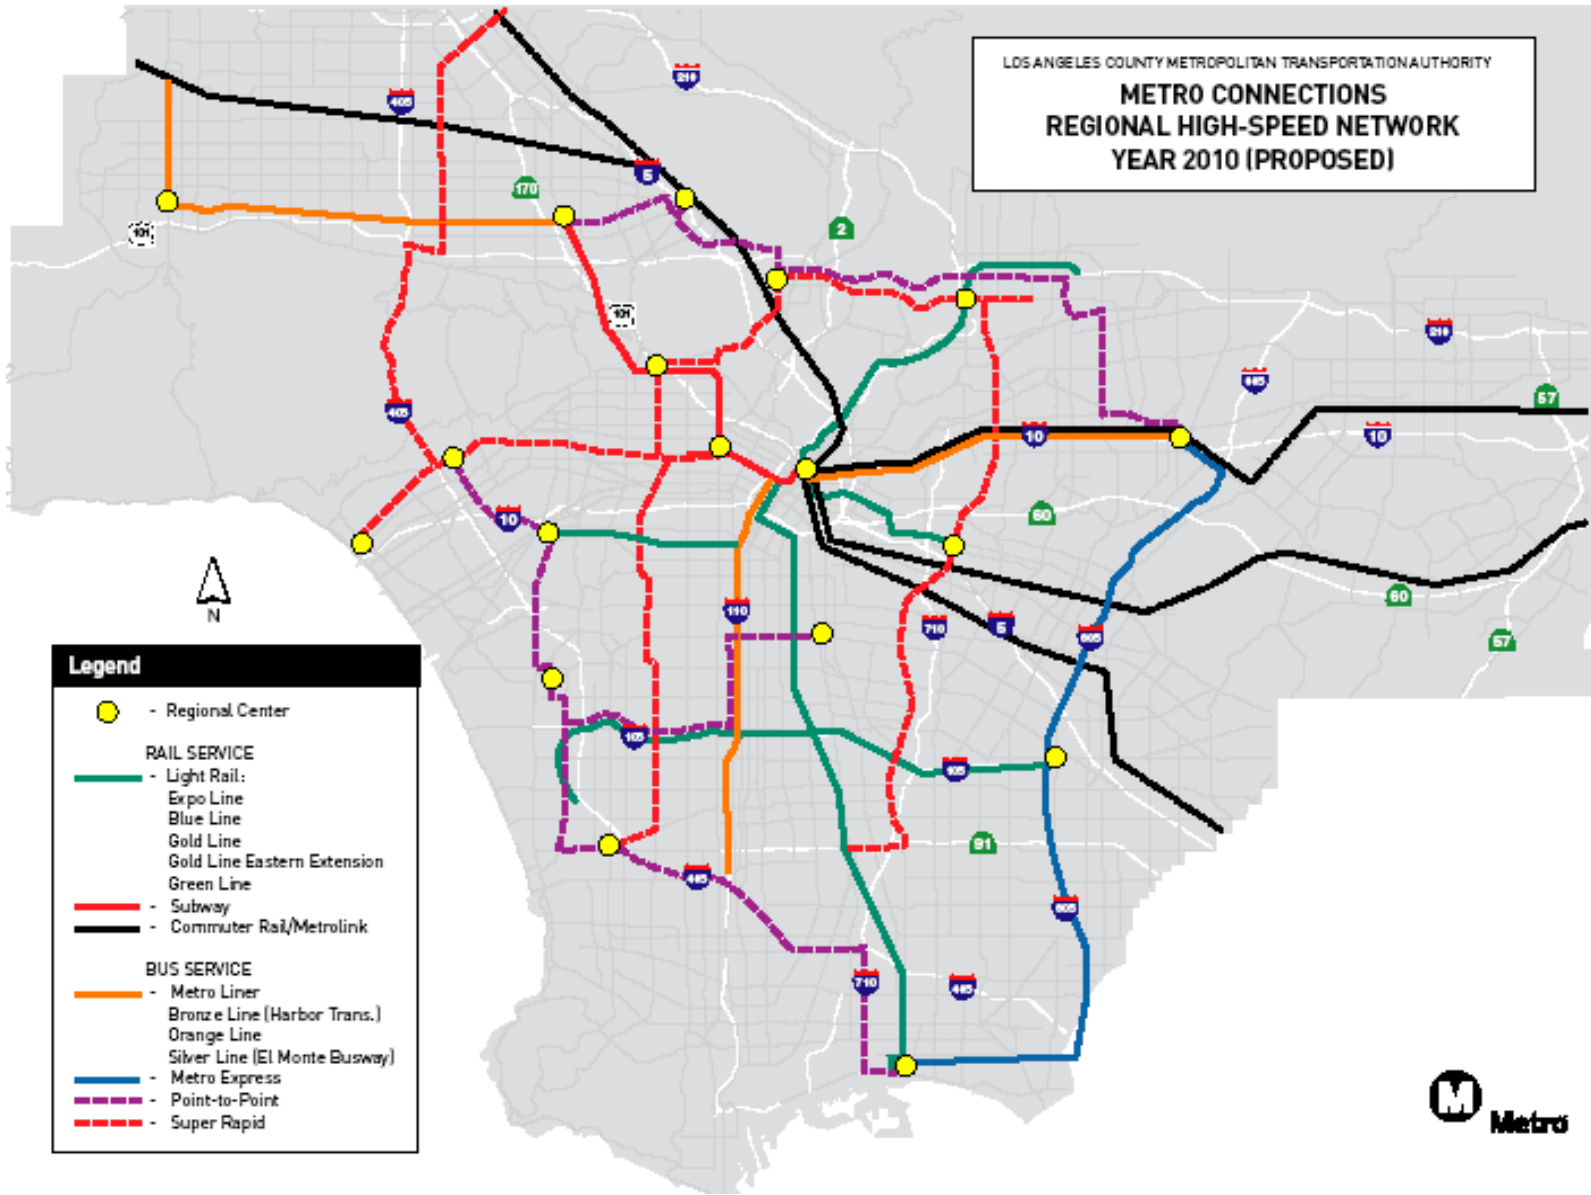 LOS ANGELES COUNTY METROPOLITAN TRANSPORTATION AUTHORITY
METRO CONNECTIONS
REGIONAL HIGH-SPEED NETWORK
YEAR 2010 (PROPOSED)
210
405
5
170
101
2
101
210
605
405
57
10
10
10
60
60
110
710
5
605
57
105
105
91
405
605
710
405
N
Legend
- Regional Center
RAIL SERVICE
- Light Rail:
Expo Line
Blue Line
Gold Line
Gold Line Eastern Extension
Green Line
- Subway
- Commuter Rail/Metrolink
BUS SERVICE
- Metro Liner
Bronze Line (Harbor Trans.)
Orange Line
Silver Line (El Monte Busway)
- Metro Express
- Point-to-Point
- Super Rapid
M
Metro